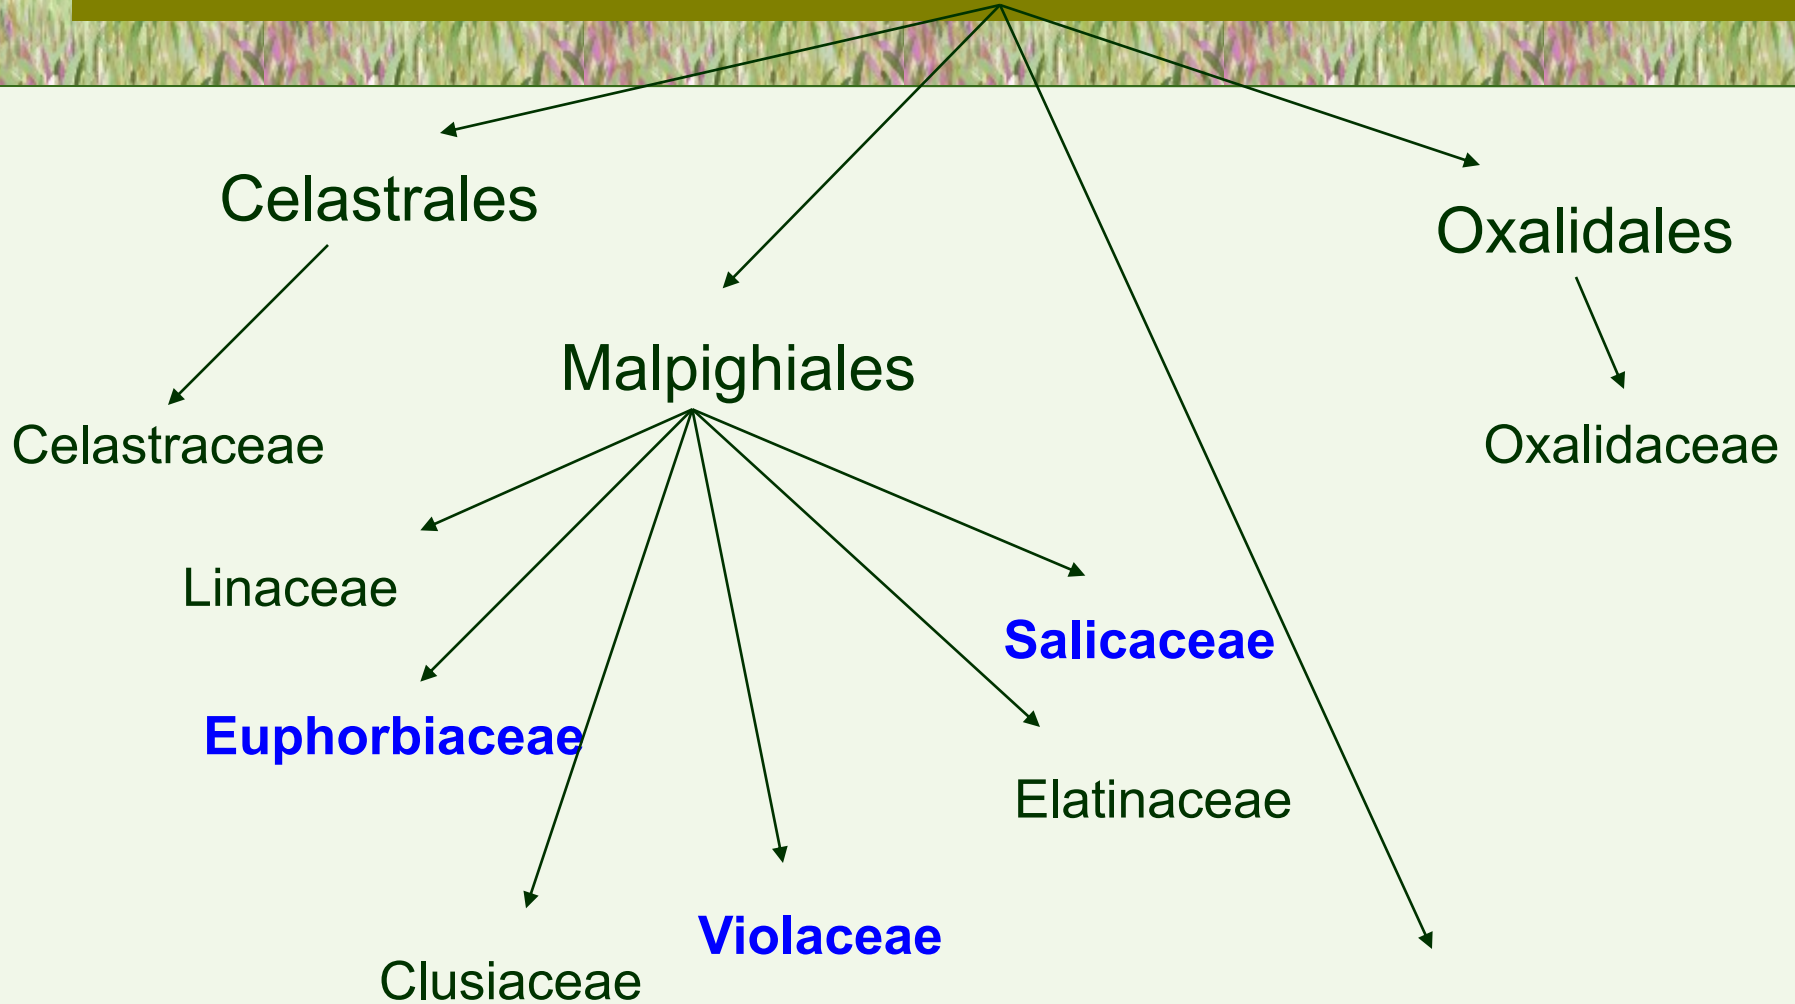 Celastrales
Oxalidales
Malpighiales
Celastraceae
Oxalidaceae
Linaceae
Salicaceae
Euphorbiaceae
Elatinaceae
Violaceae
Clusiaceae